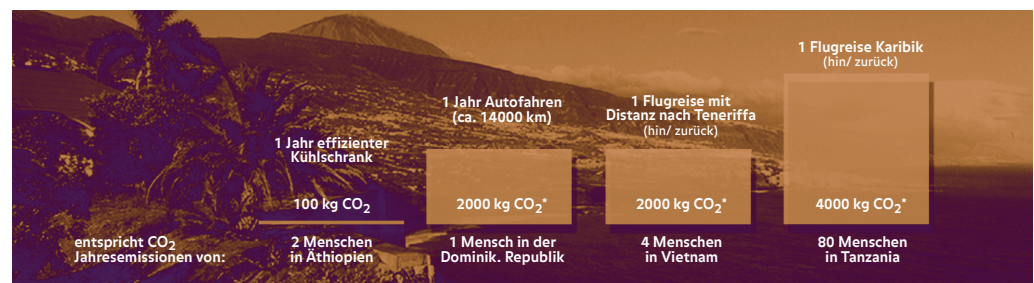 1 Jahr effizienter
Kühlschrank
100 kg CO₂
1 Jahr Autofahren
(ca. 14000 km)
2000 kg CO₂*
1 Flugreise mit
Distanz nach Teneriffa
(hin/ zurück)
2000 kg CO₂*
1 Flugreise Karibik
(hin/ zurück)
4000 kg CO₂*
entspricht CO₂
Jahresemissionen von:
2 Menschen
in Äthiopien
1 Mensch in der
Dominik. Republik
4 Menschen
in Vietnam
80 Menschen
in Tanzania